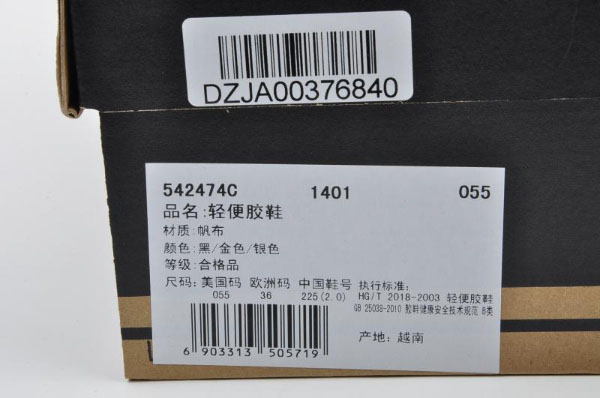 DZJA00376840
542474C 1401 055
品名:轻便胶鞋
材质:帆布
颜色:黑/金色/银色
等级:合格品
尺码: 美国码 欧洲码 中国鞋号 执行标准:
055 36 225(2.0) HG/T 2018-2003 轻便胶鞋
GB 25038-2010 胶鞋健康安全技术规范 B类
产地: 越南
6 903313 505719